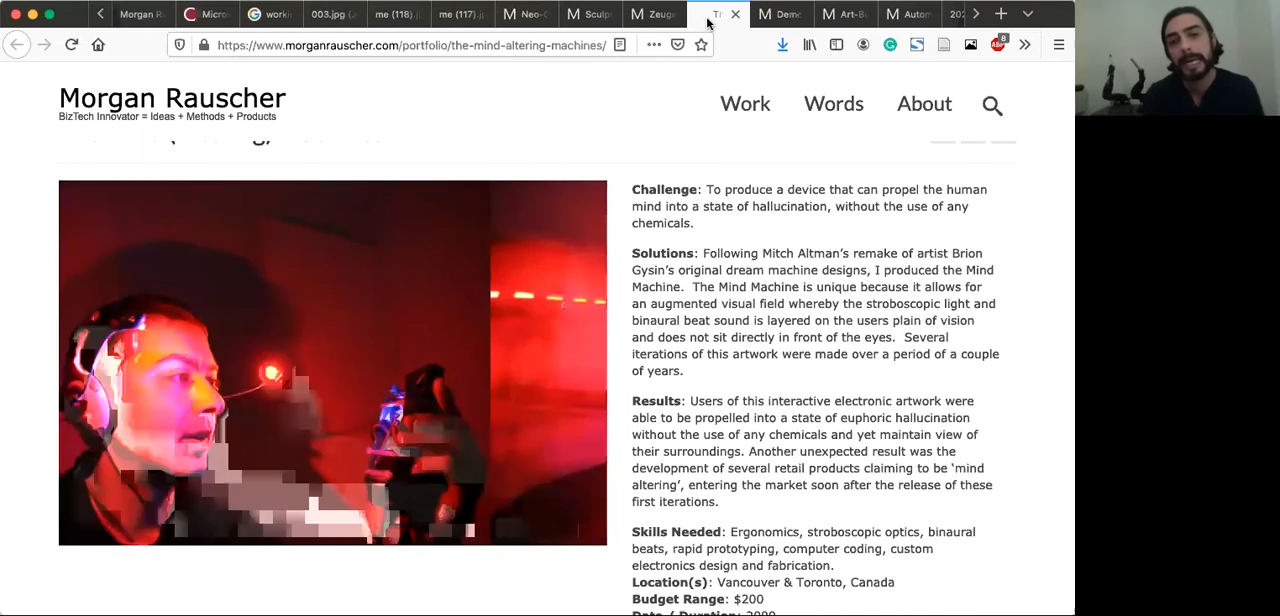 Morgan R
Micros
workin
003.jpg (
me (118).j
me (117).j
Neo-C
Sculpt
Zeuge
Demo
Art-Bu
Autom
202
https://www.morganrauscher.com/portfolio/the-mind-altering-machines/
ABP
8
Morgan Rauscher
BizTech Innovator = Ideas + Methods + Products
Work
Words
About
Challenge: To produce a device that can propel the human
mind into a state of hallucination, without the use of any
chemicals.
Solutions: Following Mitch Altman's remake of artist Brion
Gysin's original dream machine designs, I produced the Mind
Machine. The Mind Machine is unique because it allows for
an augmented visual field whereby the stroboscopic light and
binaural beat sound is layered on the users plain of vision
and does not sit directly in front of the eyes. Several
iterations of this artwork were made over a period of a couple
of years.
Results: Users of this interactive electronic artwork were
able to be propelled into a state of euphoric hallucination
without the use of any chemicals and yet maintain view of
their surroundings. Another unexpected result was the
development of several retail products claiming to be 'mind
altering', entering the market soon after the release of these
first iterations.
Skills Needed: Ergonomics, stroboscopic optics, binaural
beats, rapid prototyping, computer coding, custom
electronics design and fabrication.
Location(s): Vancouver & Toronto, Canada
Budget Range: $200
Date / Duration: 2009